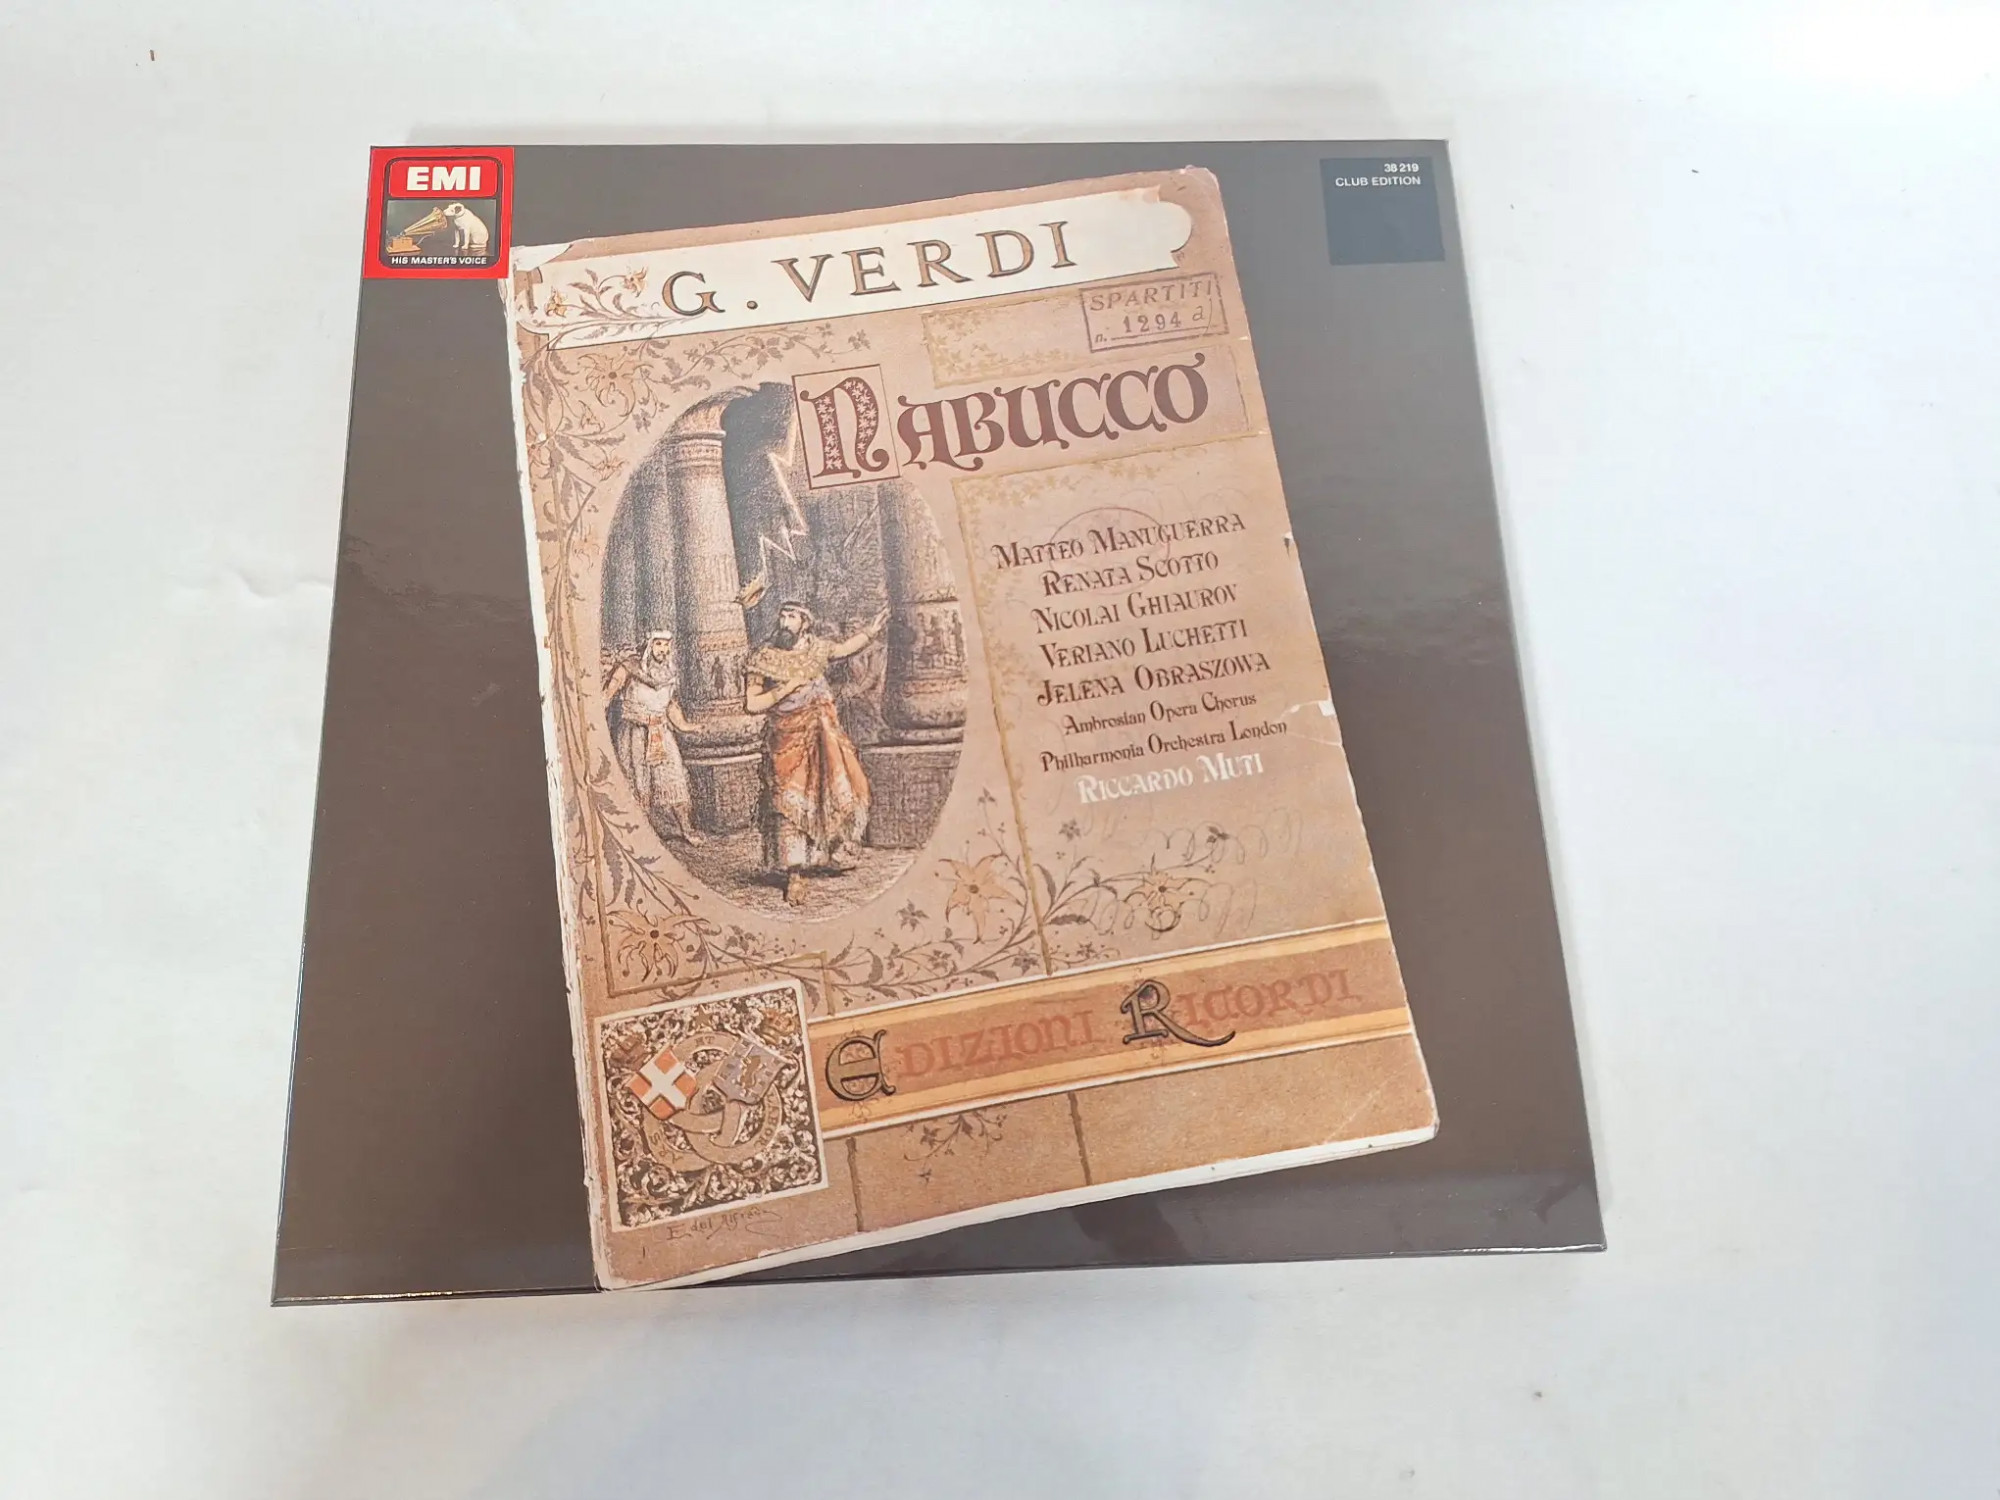 EMI
HIS MASTER'S VOICE
38 219
CLUB EDITION
G. VERDI
SPARTITI
n. 1294 a)
NABUCCO
MATTEO MANUGUERRA
RENATA SCOTTO
NICOLAI GHIAUROV
VERIANO LUCHETTI
JELENA OBRASZOWA
Ambrosian Opera Chorus
Philharmonia Orchestra London
RICCARDO MUTI
EDIZIONI RICORDI